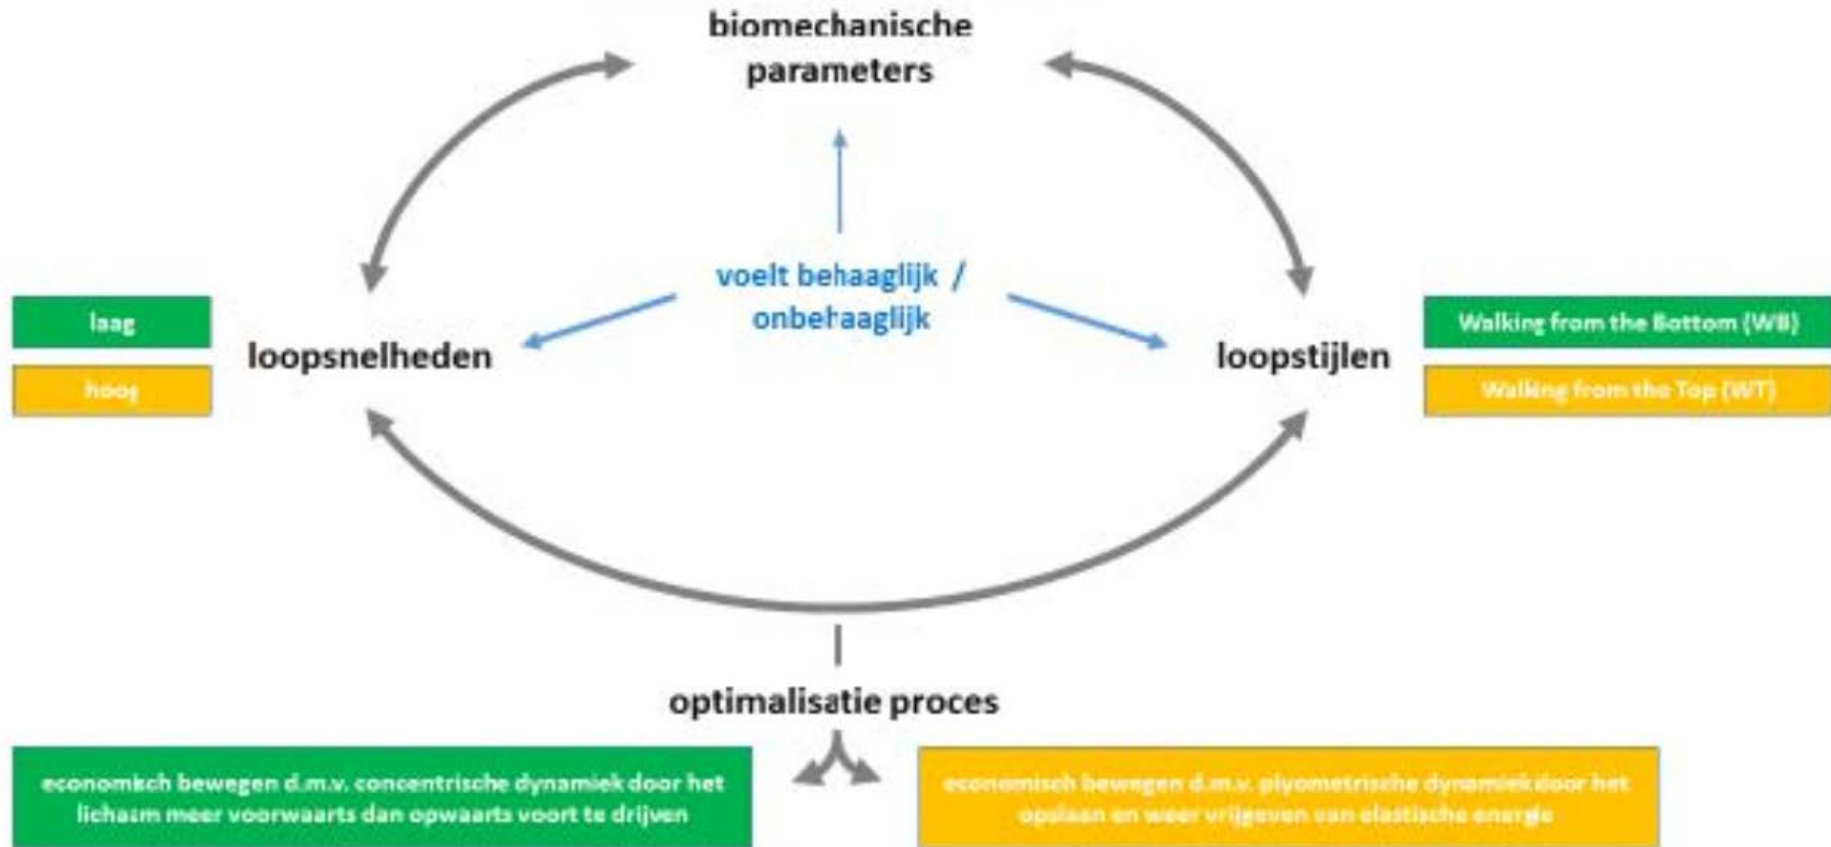 biomechanische
parameters
voelt behaaglijk /
onbehaaglijk
laag
hoog
loopsnelheden
loopstijlen
Walking from the Bottom (WB)
Walking from the Top (WT)
optimalisatie proces
economisch bewegen d.m.v. concentrische dynamiek door het
lichaam meer voorwaarts dan opwaarts voort te drijven
economisch bewegen d.m.v. plyometrische dynamiek door het
opslaan en weer vrijgeven van elastische energie